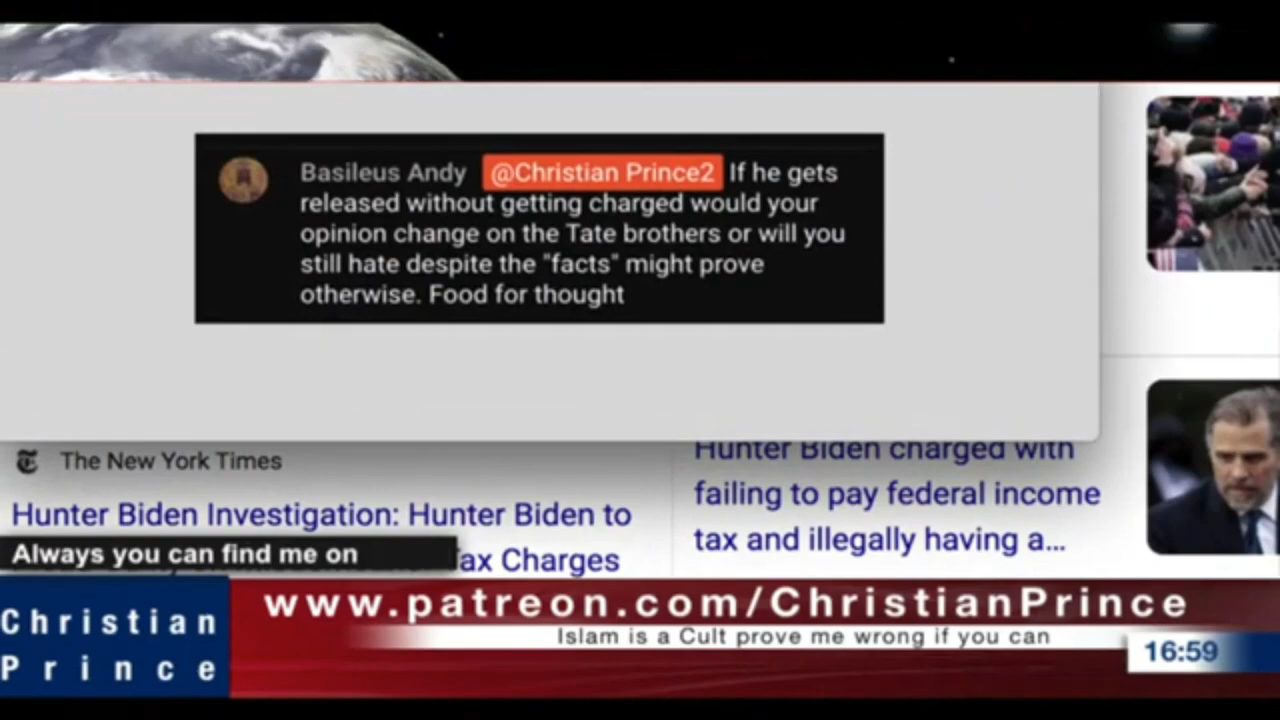 Basileus Andy @Christian Prince2 If he gets
released without getting charged would your
opinion change on the Tate brothers or will you
still hate despite the "facts" might prove
otherwise. Food for thought
The New York Times
Hunter Biden Investigation: Hunter Biden to
ax Charges
Hunter Biden charged with
failing to pay federal income
tax and illegally having a...
Always you can find me on
Christian
Prince
www.patreon.com/ChristianPrince
Islam is a Cult prove me wrong if you can
16:59